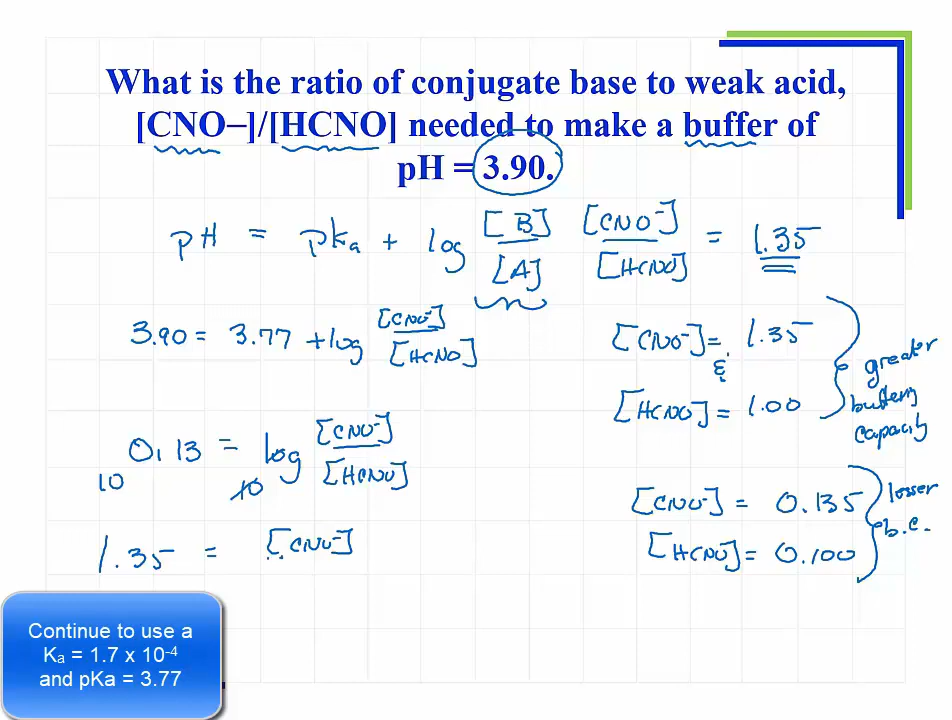 What is the ratio of conjugate base to weak acid,
[CNO−]/[HCNO] needed to make a buffer of
pH = 3.90.
pH = pka + log [B]/[A]
[CNO⁻]/[HCNO] = 1.35
3.90 = 3.77 + log [CNO⁻]/[HCNO]
[CNO⁻] = 1.35
&
[HCNO] = 1.00
greater
buffering
capacity
0.13 = log [CNO⁻]/[HCNO]
10 10
1.35 = [CNO⁻]
[CNO⁻] = 0.135
[HCNO] = 0.100
lesser
b.c.
Continue to use a
Ka = 1.7 x 10⁻⁴
and pKa = 3.77